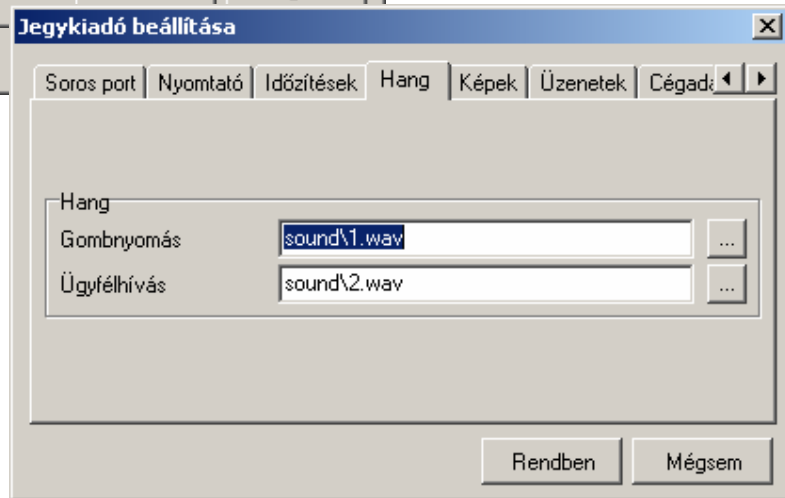 Jegykiadó beállítása
Soros port Nyomtató Időzítések Hang Képek Üzenetek Cégada
Hang
Gombnyomás sound\1.wav ...
Ügyfélhívás sound\2.wav ...
Rendben Mégsem